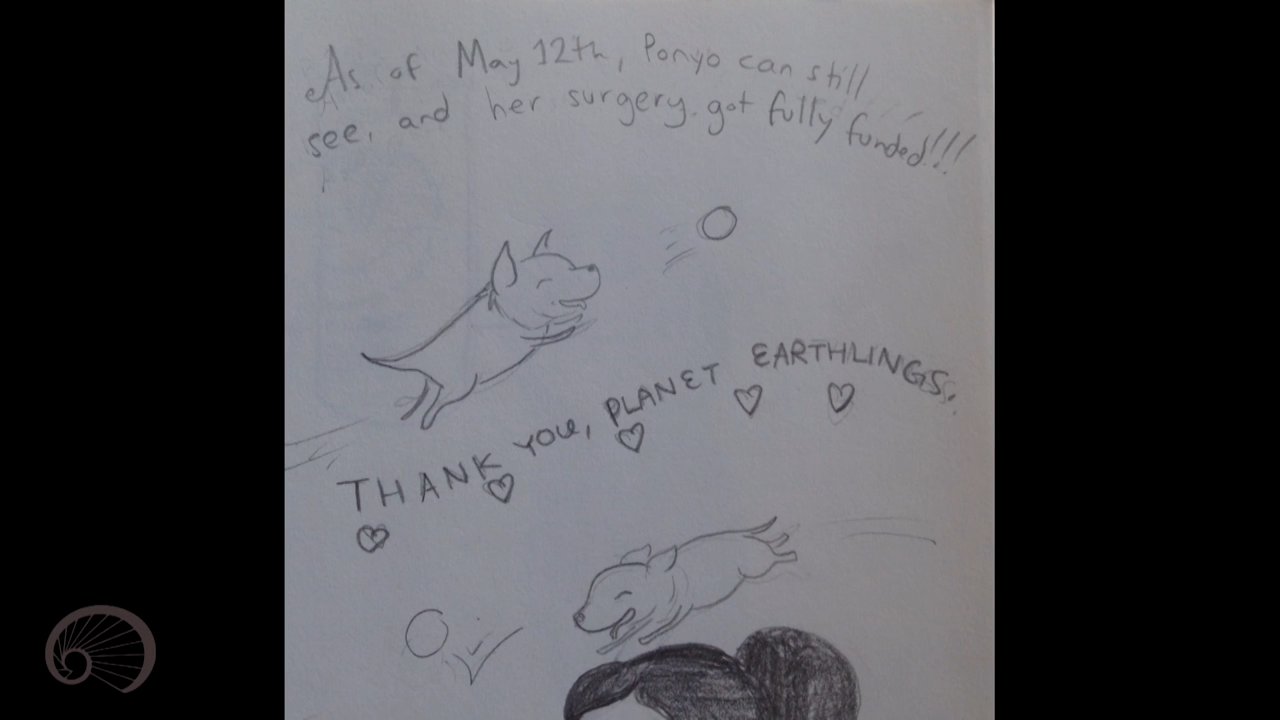 As of May 12th, Ponyo can still
see, and her surgery got fully funded!!!
THANK YOU, PLANET EARTHLINGS.